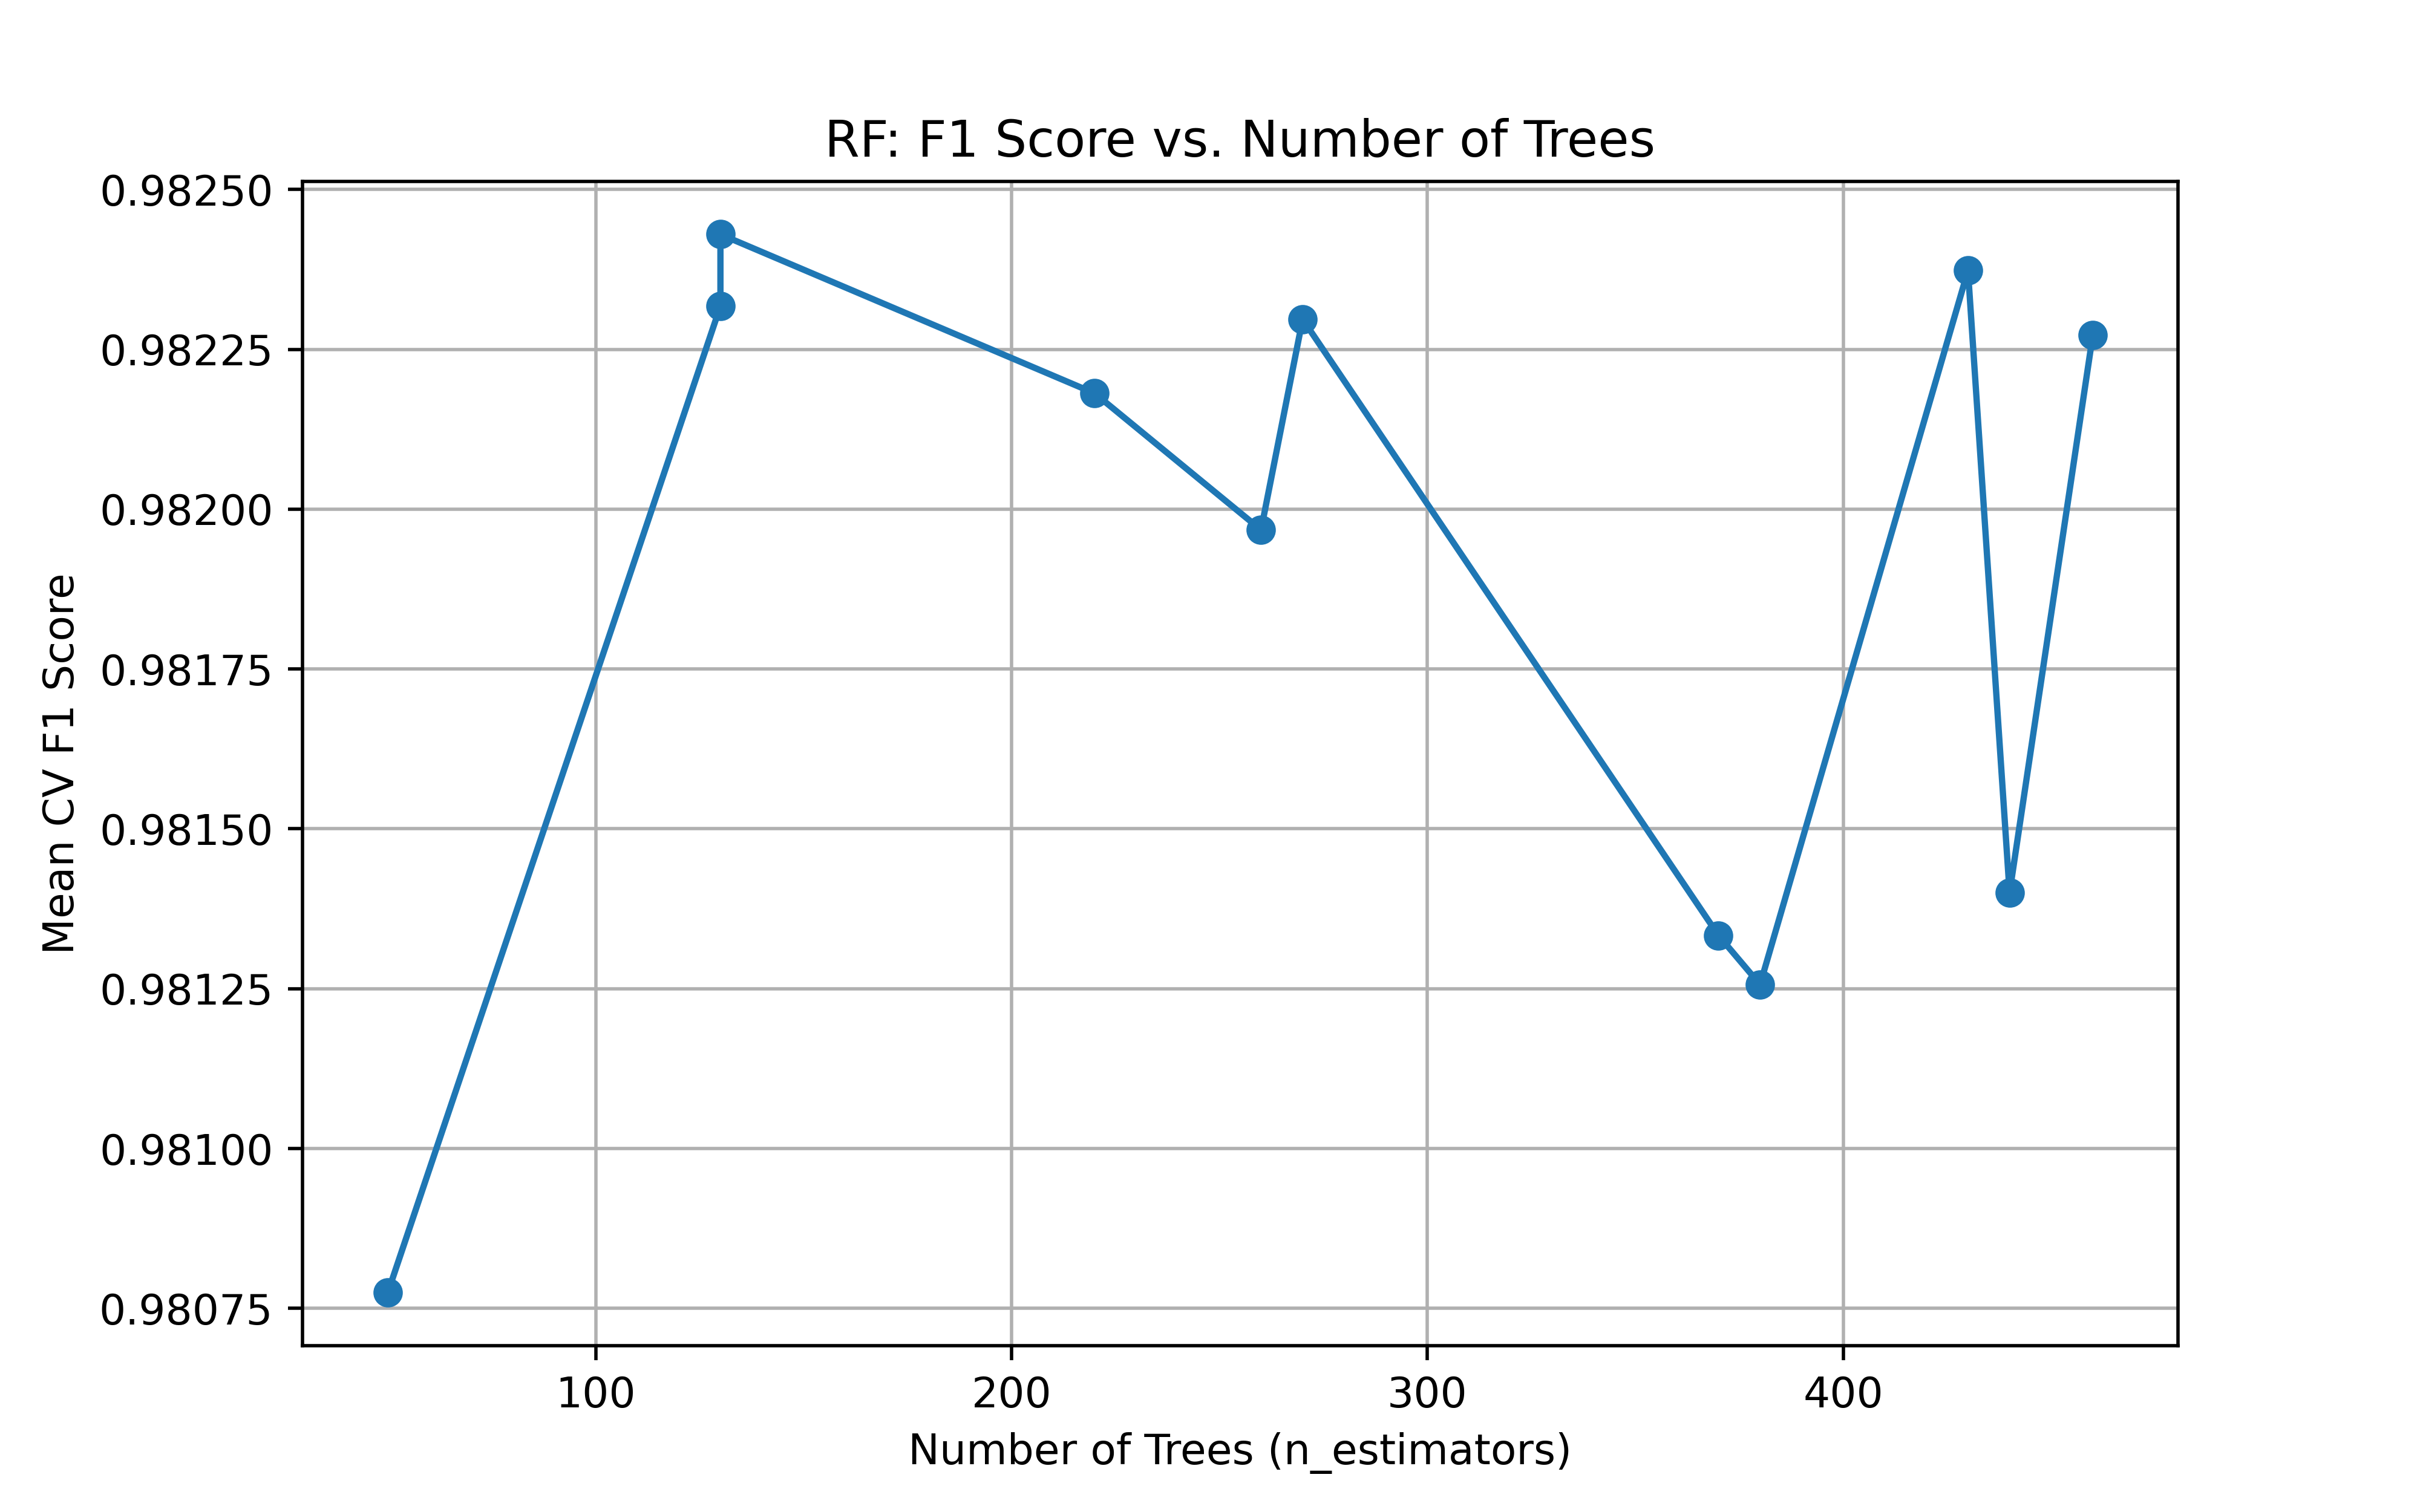 RF: F1 Score vs. Number of Trees
0.98250
0.98225
0.98200
0.98175
0.98150
0.98125
0.98100
0.98075
Mean CV F1 Score
100 200 300 400
Number of Trees (n_estimators)